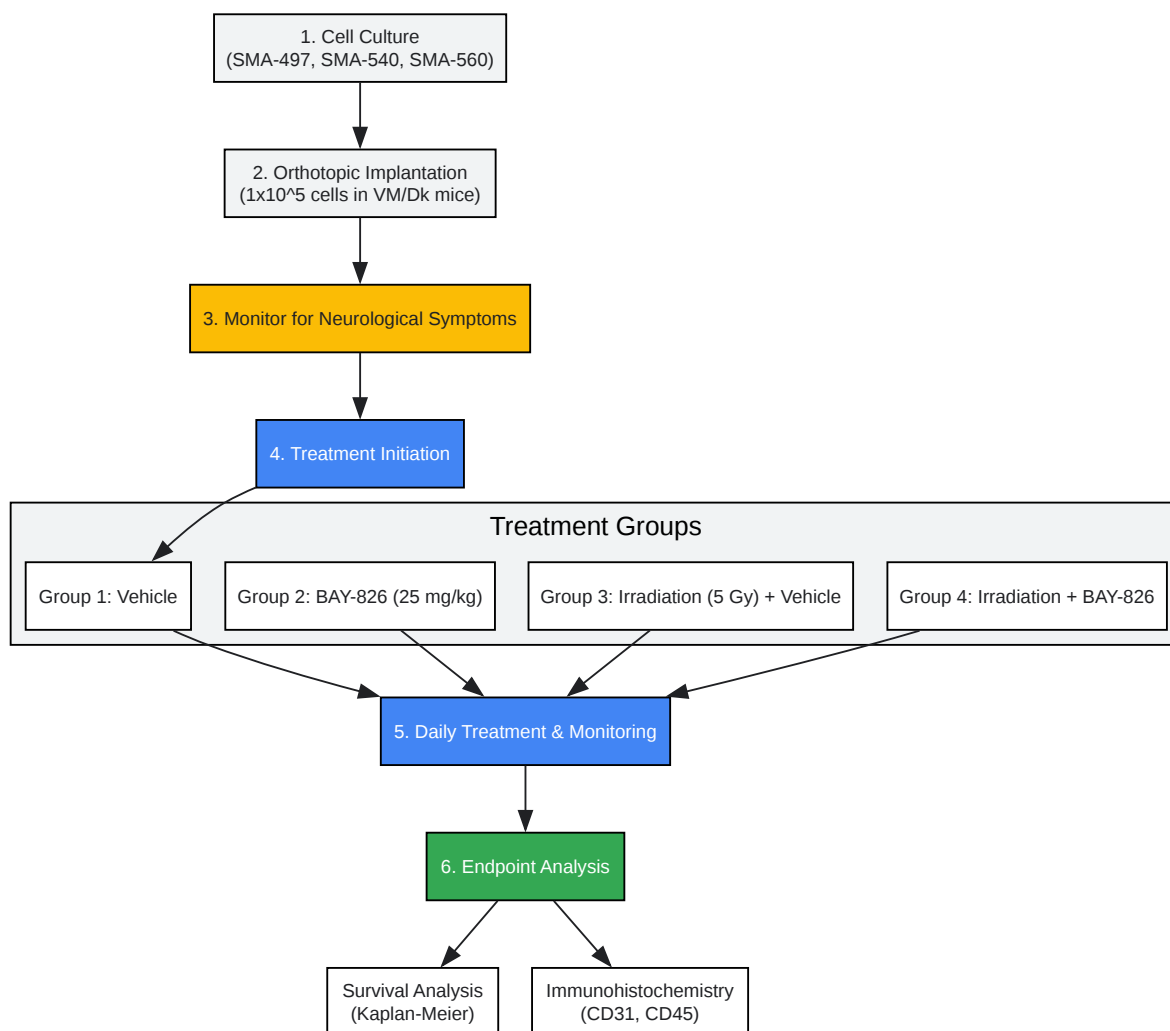 1. Cell Culture
(SMA-497, SMA-540, SMA-560)
2. Orthotopic Implantation
(1x10^5 cells in VM/Dk mice)
3. Monitor for Neurological Symptoms
4. Treatment Initiation
Treatment Groups
Group 1: Vehicle
Group 2: BAY-826 (25 mg/kg)
Group 3: Irradiation (5 Gy) + Vehicle
Group 4: Irradiation + BAY-826
5. Daily Treatment & Monitoring
6. Endpoint Analysis
Survival Analysis
(Kaplan-Meier)
Immunohistochemistry
(CD31, CD45)